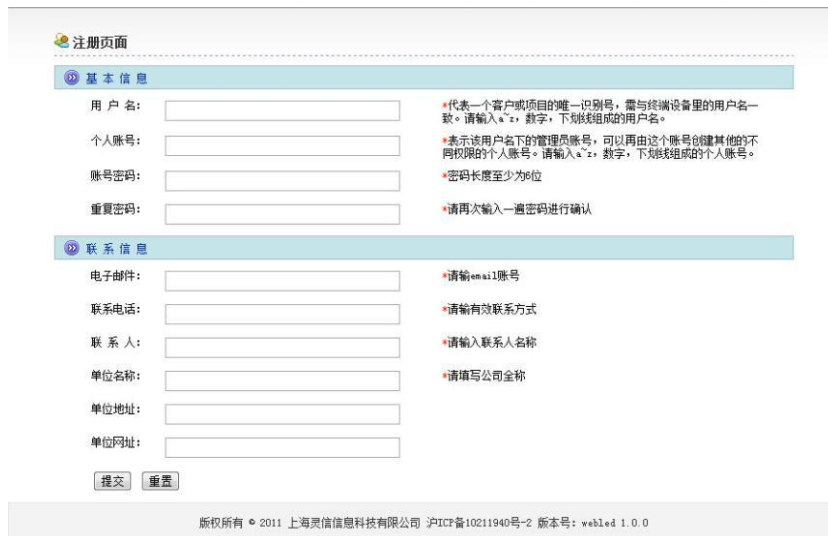 注册页面
基本信息
用 户 名:
*代表一个客户或项目的唯一识别号，需与终端设备里的用户名一
致。请输入a~z，数字，下划线组成的用户名。
个人账号:
*表示该用户名下的管理员账号，可以再由这个账号创建其他的不
同权限的个人账号。请输入a~z，数字，下划线组成的个人账号。
账号密码:
*密码长度至少为6位
重复密码:
*请再次输入一遍密码进行确认
联系信息
电子邮件:
*请输email账号
联系电话:
*请输有效联系方式
联 系 人:
*请输入联系人名称
单位名称:
*请填写公司全称
单位地址:
单位网址:
提交 重置
版权所有 © 2011 上海灵信信息科技有限公司 沪ICP备10211940号-2 版本号: webled 1.0.0